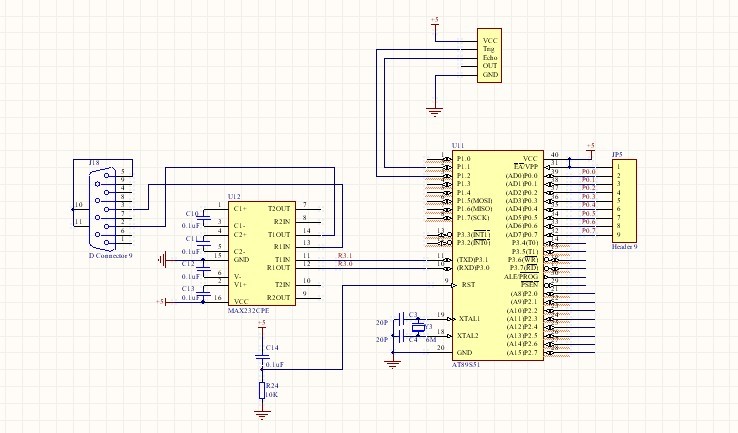 +5
VCC
Trig
Echo
OUT
GND
U11
J18
5
9
4
8
3
7
2
6
1
10
11
D Connector 9
U12
1 C1+
3 C1-
4 C2+
5 C2-
15 GND
6 V-
2 V1+
16 VCC
T2OUT 7
R2IN 8
T1OUT 14
R1IN 13
T1IN 11
R1OUT 12
T2IN 10
R2OUT 9
MAX232CPE
C10
0.1uF
C11
0.1uF
C12
0.1uF
C13
0.1uF
+5
+5
C14
0.1uF
R24
10K
R3.1
R3.0
P1.0
P1.1
P1.2
P1.3
P1.4
P1.5(MOSI)
P1.6(MISO)
P1.7(SCK)
13 P3.3(INT1)
12 P3.2(INT0)
11 (TXD)P3.1
10 (RXD)P3.0
9 RST
19 XTAL1
18 XTAL2
20 GND
VCC 40
EA/VPP 31
(AD0)P0.0 39
(AD1)P0.1
(AD2)P0.2
(AD3)P0.3
(AD4)P0.4
(AD5)P0.5
(AD6)P0.6
(AD7)P0.7
P3.4(T0)
P3.5(T1)
P3.6(WR)
P3.7(RD)
ALE/PROG
PSEN
(A8)P2.0
(A9)P2.1
(A10)P2.2
(A11)P2.3
(A12)P2.4
(A13)P2.5
(A14)P2.6
(A15)P2.7
AT89S51
C3
20P
Y3
20P
C4
6M
+5
JP5
P0.0
P0.1
P0.2
P0.3
P0.4
P0.5
P0.6
P0.7
1
2
3
4
5
6
7
8
9
Header 9